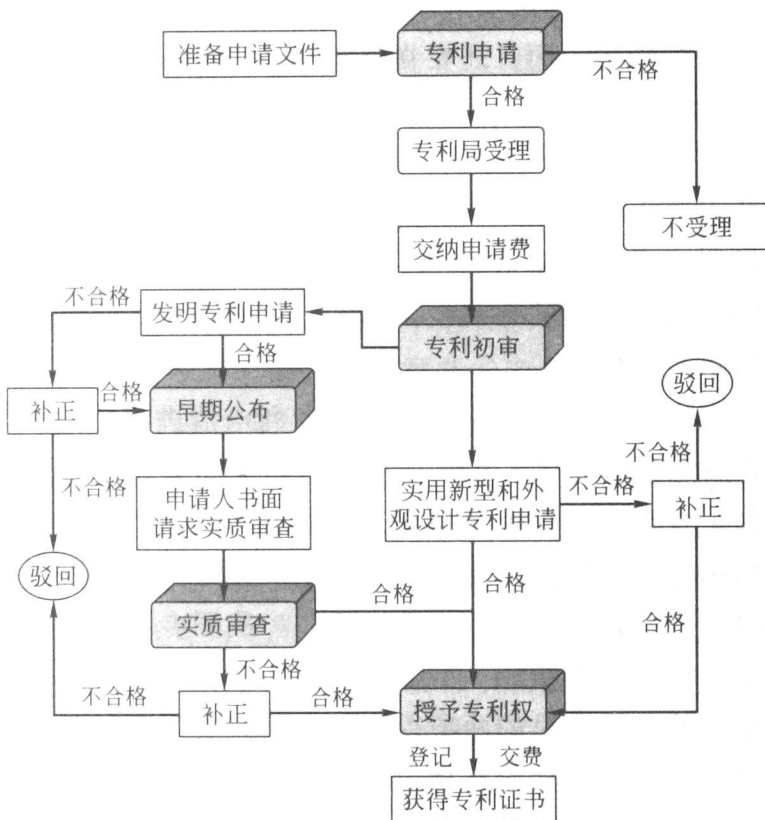 准备申请文件
专利申请
不合格
合格
专利局受理
不受理
交纳申请费
不合格
发明专利申请
专利初审
合格
驳回
补正
合格
早期公布
不合格
不合格
申请人书面
请求实质审查
实用新型和外
观设计专利申请
不合格
补正
驳回
合格
合格
实质审查
合格
不合格
不合格
补正
合格
授予专利权
登记
交费
获得专利证书